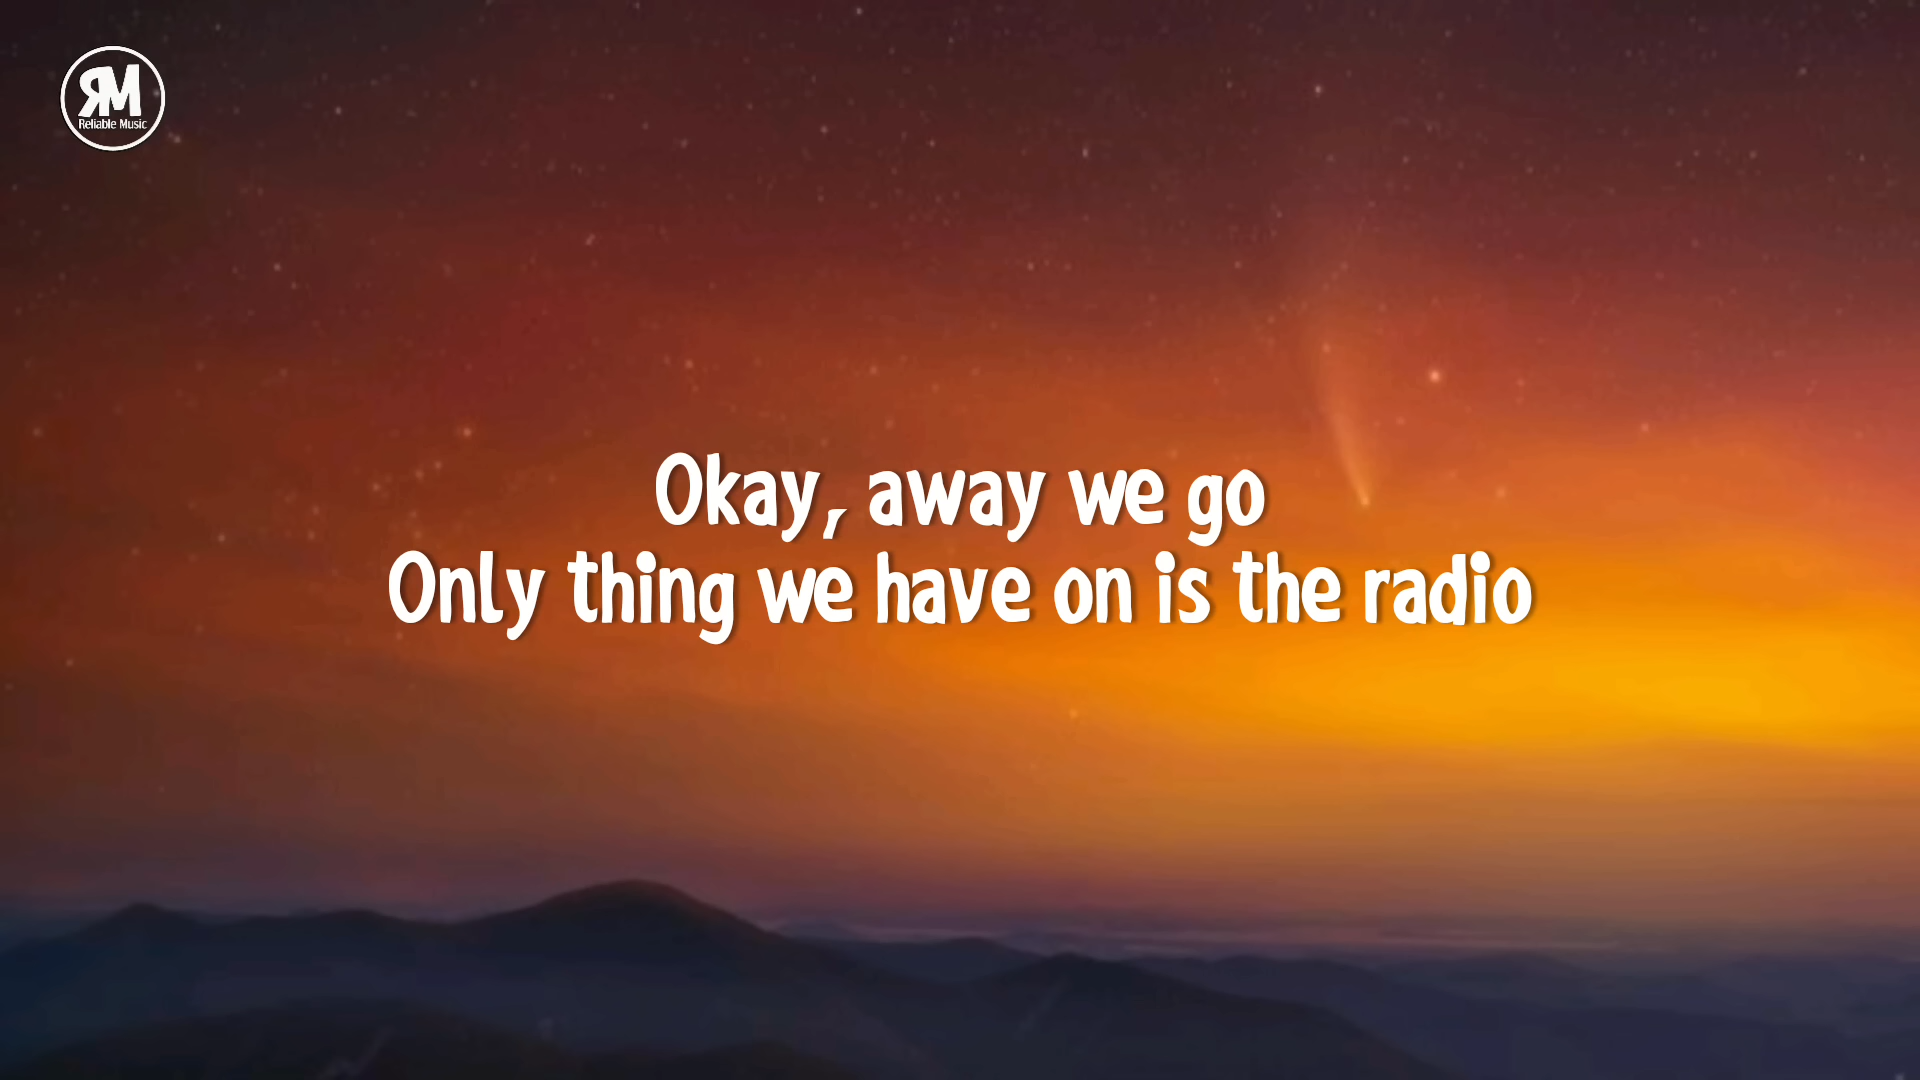 RM
Reliable Music
Okay, away we go
Only thing we have on is the radio